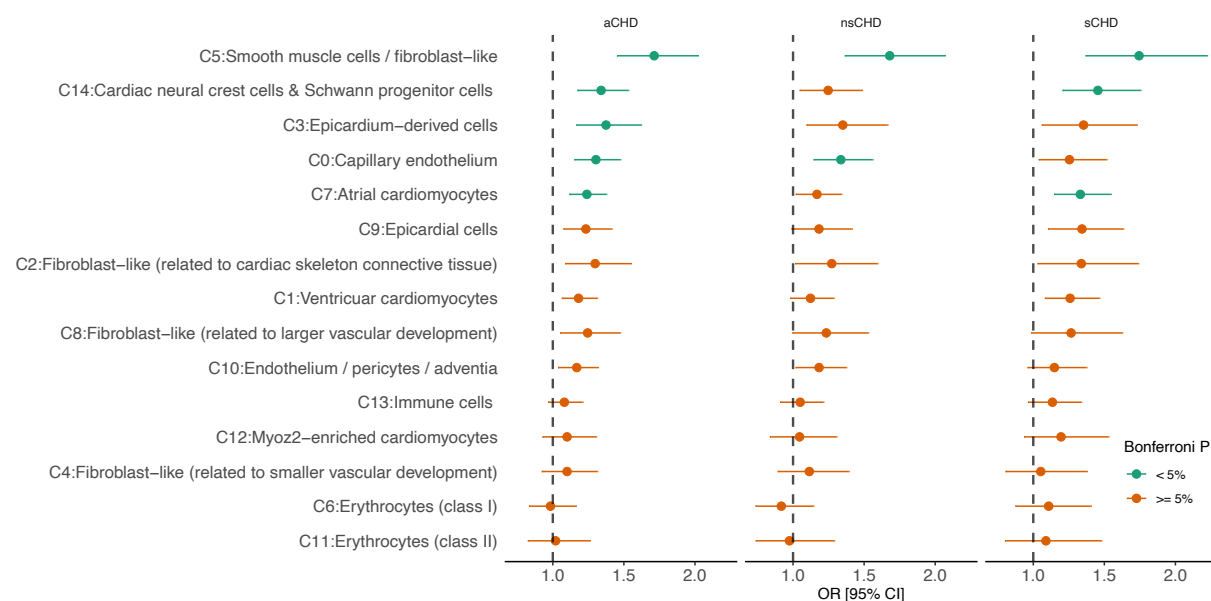 aCHD nsCHD sCHD
C5:Smooth muscle cells / fibroblast−like
C14:Cardiac neural crest cells & Schwann progenitor cells
C3:Epicardium−derived cells
C0:Capillary endothelium
C7:Atrial cardiomyocytes
C9:Epicardial cells
C2:Fibroblast−like (related to cardiac skeleton connective tissue)
C1:Ventricuar cardiomyocytes
C8:Fibroblast−like (related to larger vascular development)
C10:Endothelium / pericytes / adventia
C13:Immune cells
C12:Myoz2−enriched cardiomyocytes
C4:Fibroblast−like (related to smaller vascular development)
C6:Erythrocytes (class I)
C11:Erythrocytes (class II)
Bonferroni P
< 5%
>= 5%
1.0 1.5 2.0 1.0 1.5 2.0 1.0 1.5 2.0
OR [95% CI]